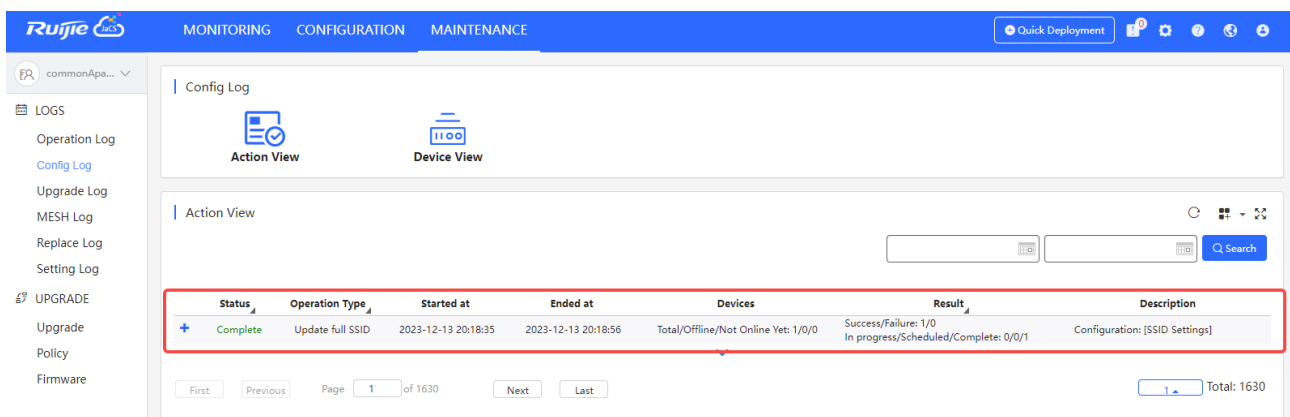 Ruijie JaCS MONITORING CONFIGURATION MAINTENANCE Quick Deployment 0
commonApa...
LOGS
Operation Log
Config Log
Upgrade Log
MESH Log
Replace Log
Setting Log
UPGRADE
Upgrade
Policy
Firmware
Config Log
Action View Device View
Action View
Search
Status Operation Type Started at Ended at Devices Result Description
Complete Update full SSID 2023-12-13 20:18:35 2023-12-13 20:18:56 Total/Offline/Not Online Yet: 1/0/0 Success/Failure: 1/0 Configuration: [SSID Settings]
In progress/Scheduled/Complete: 0/0/1
First Previous Page 1 of 1630 Next Last 1 Total: 1630